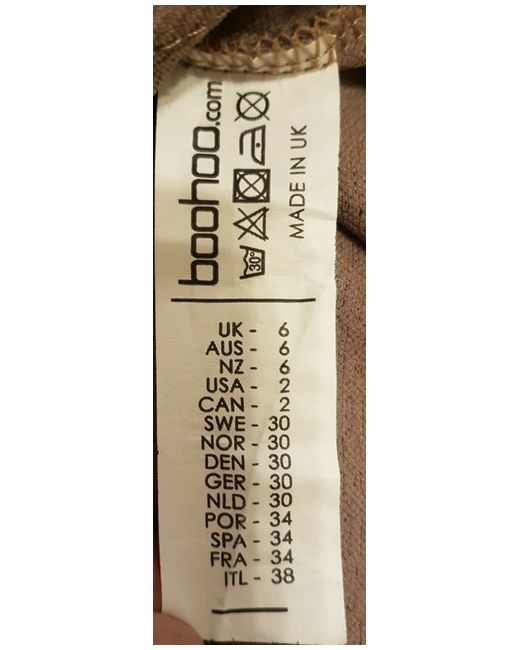 boohoo.com
30°
MADE IN UK
UK - 6
AUS - 6
NZ - 6
USA - 2
CAN - 2
SWE - 30
NOR - 30
DEN - 30
GER - 30
NLD - 30
POR - 34
SPA - 34
FRA - 34
ITL - 38